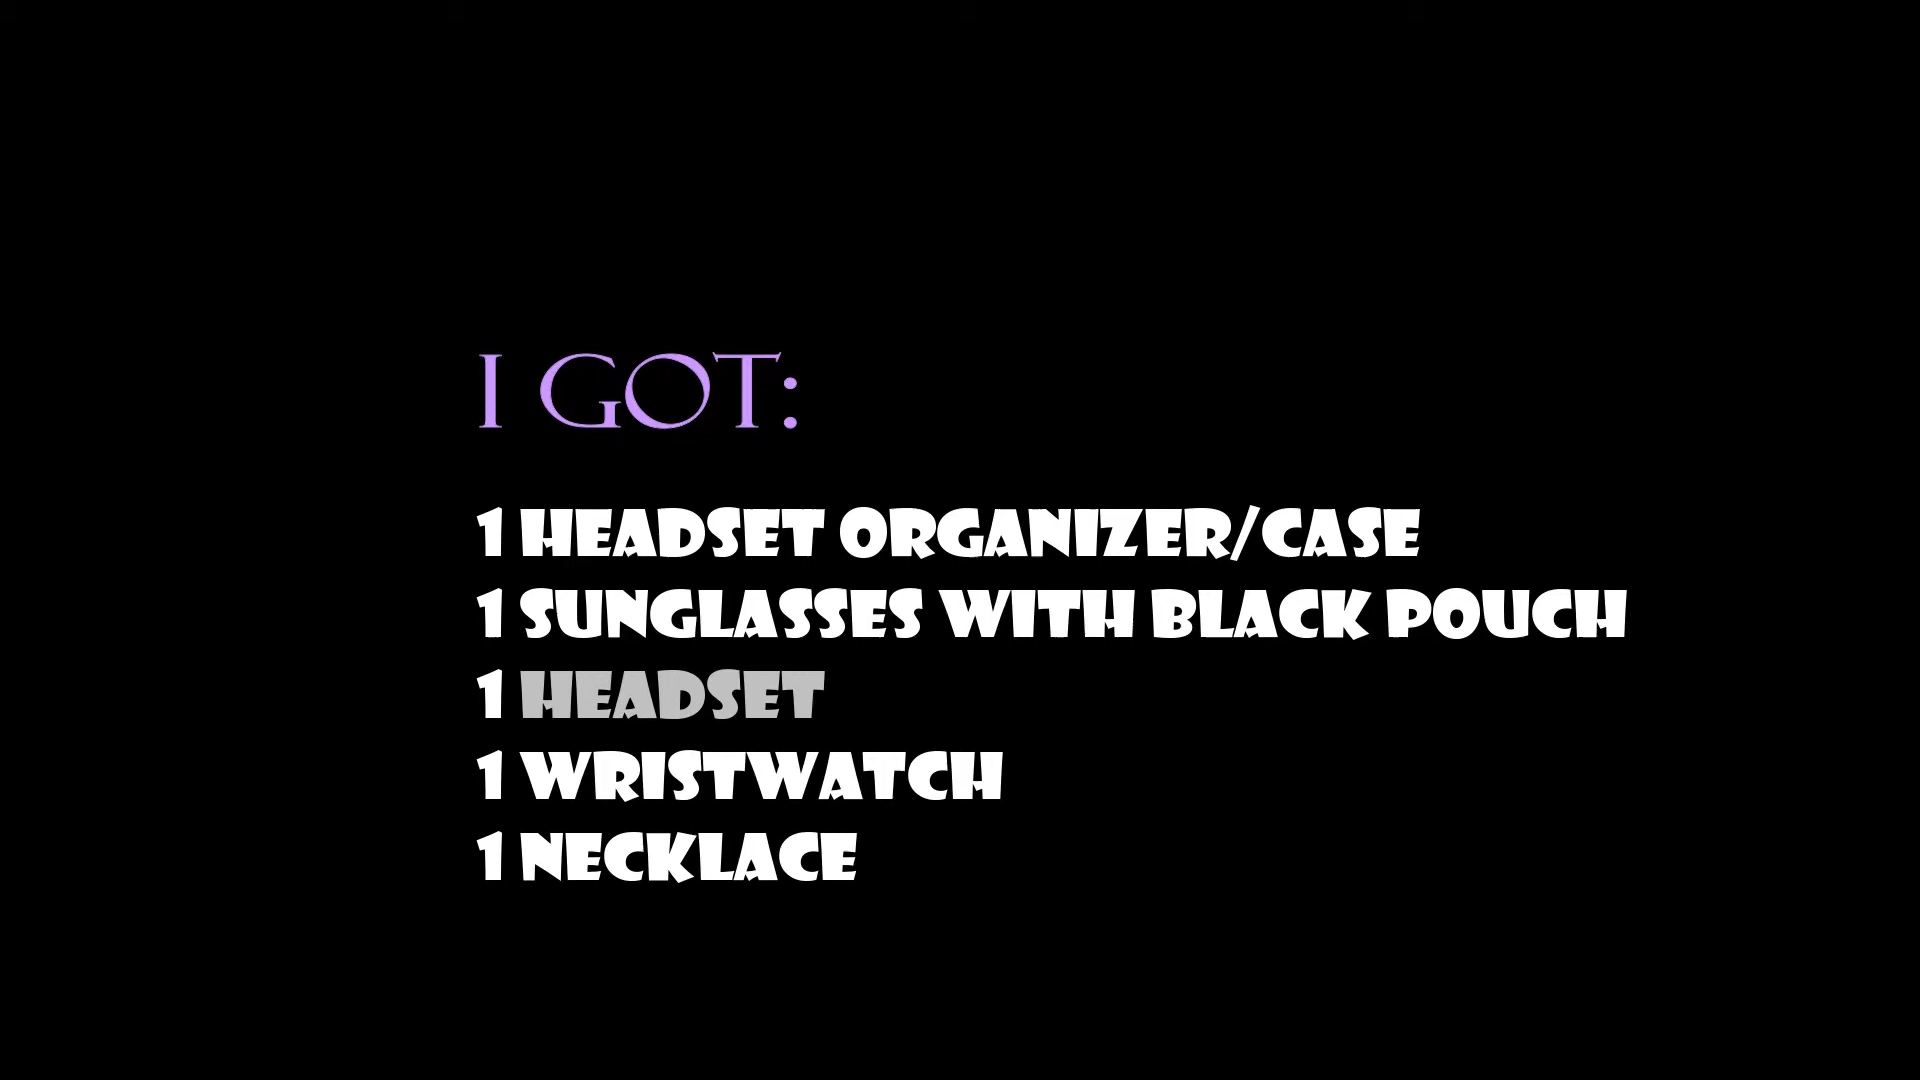 I GOT:
1 HEADSET ORGANIZER/CASE
1 SUNGLASSES WITH BLACK POUCH
1 HEADSET
1 WRISTWATCH
1 NECKLACE